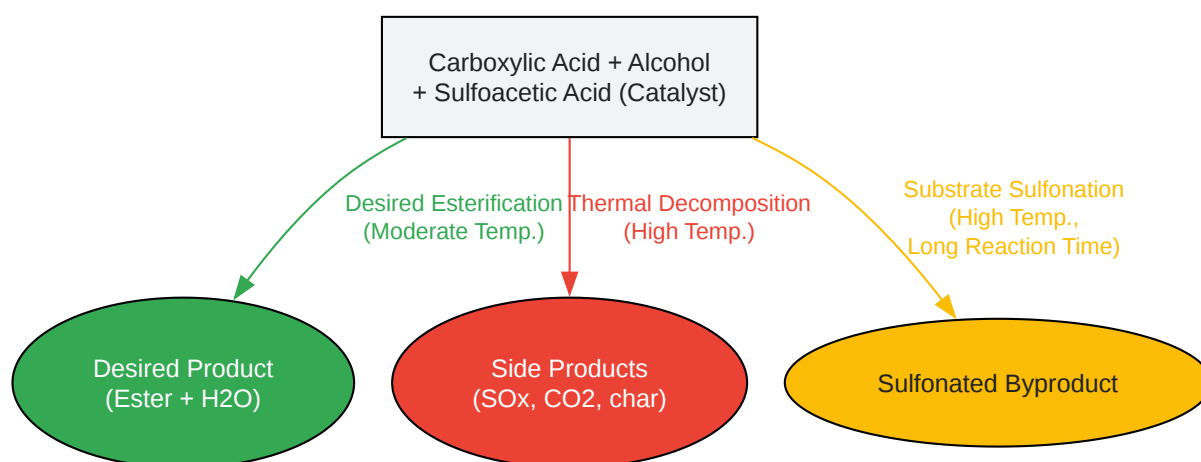 Carboxylic Acid + Alcohol
+ Sulfoacetic Acid (Catalyst)
Desired Esterification
(Moderate Temp.)
Thermal Decomposition
(High Temp.)
Substrate Sulfonation
(High Temp.,
Long Reaction Time)
Desired Product
(Ester + H2O)
Side Products
(SOx, CO2, char)
Sulfonated Byproduct